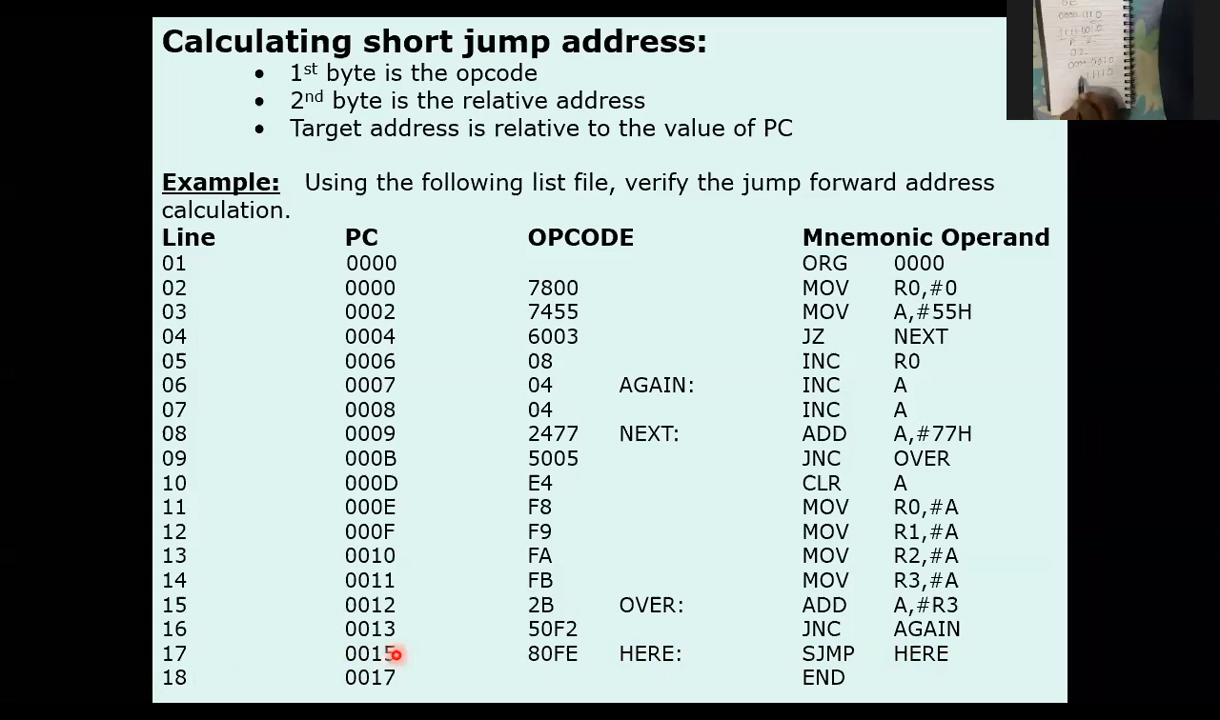 Calculating short jump address:
• 1st byte is the opcode
• 2nd byte is the relative address
• Target address is relative to the value of PC
Example: Using the following list file, verify the jump forward address
calculation.
Line PC OPCODE Mnemonic Operand
01 0000 ORG 0000
02 0000 7800 MOV R0,#0
03 0002 7455 MOV A,#55H
04 0004 6003 JZ NEXT
05 0006 08 INC R0
06 0007 04 AGAIN: INC A
07 0008 04 INC A
08 0009 2477 NEXT: ADD A,#77H
09 000B 5005 JNC OVER
10 000D E4 CLR A
11 000E F8 MOV R0,#A
12 000F F9 MOV R1,#A
13 0010 FA MOV R2,#A
14 0011 FB MOV R3,#A
15 0012 2B OVER: ADD A,#R3
16 0013 50F2 JNC AGAIN
17 0015 80FE HERE: SJMP HERE
18 0017 END